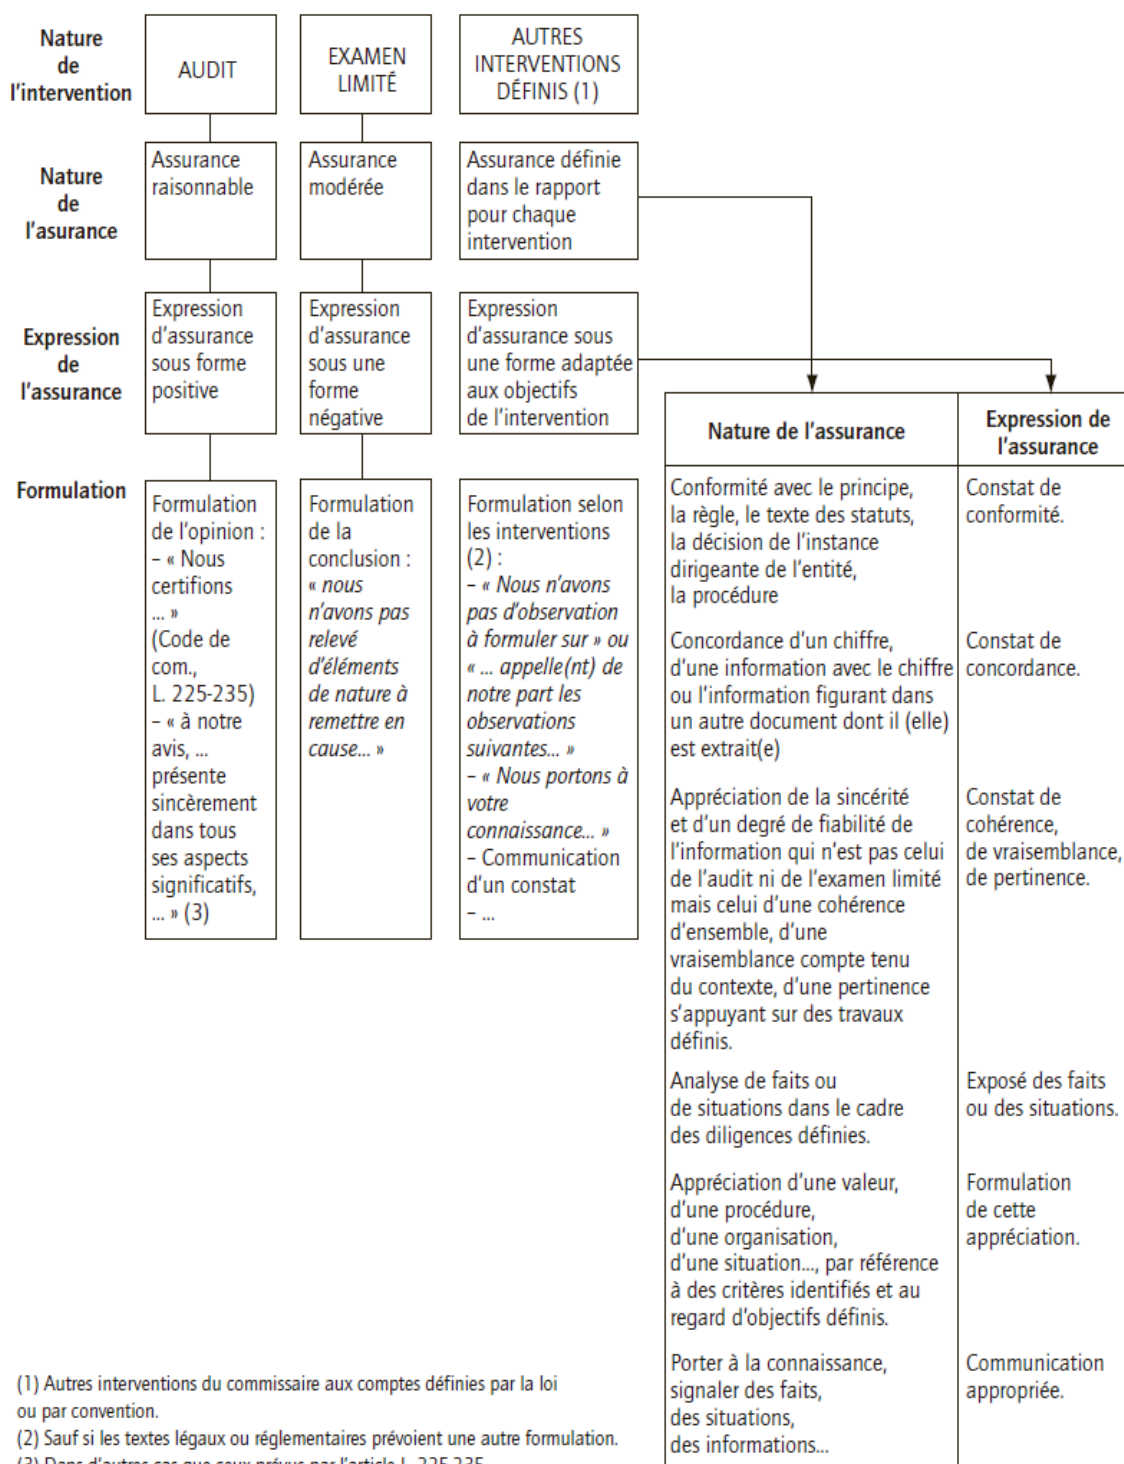 Nature
de
l'intervention
AUDIT
EXAMEN
LIMITÉ
AUTRES
INTERVENTIONS
DÉFINIS (1)
Nature
de
l'asurance
Assurance
raisonnable
Assurance
modérée
Assurance définie
dans le rapport
pour chaque
intervention
Expression
de
l'assurance
Expression
d'assurance
sous forme
positive
Expression
d'assurance
sous une
forme
négative
Expression
d'assurance sous
une forme adaptée
aux objectifs
de l'intervention
Formulation
Formulation
de l'opinion :
– « Nous
certifions
... »
(Code de
com.,
L. 225-235)
– « à notre
avis, ...
présente
sincèrement
dans tous
ses aspects
significatifs,
... » (3)
Formulation
de la
conclusion :
« nous
n'avons pas
relevé
d'éléments
de nature à
remettre en
cause... »
Formulation selon
les interventions
(2) :
– « Nous n'avons
pas d'observation
à formuler sur » ou
« ... appelle(nt) de
notre part les
observations
suivantes... »
– « Nous portons à
votre
connaissance... »
– Communication
d'un constat
– ...
Nature de l'assurance
Expression de
l'assurance
Conformité avec le principe,
la règle, le texte des statuts,
la décision de l'instance
dirigeante de l'entité,
la procédure
Constat de
conformité.
Concordance d'un chiffre,
d'une information avec le chiffre
ou l'information figurant dans
un autre document dont il (elle)
est extrait(e)
Constat de
concordance.
Appréciation de la sincérité
et d'un degré de fiabilité de
l'information qui n'est pas celui
de l'audit ni de l'examen limité
mais celui d'une cohérence
d'ensemble, d'une
vraisemblance compte tenu
du contexte, d'une pertinence
s'appuyant sur des travaux
définis.
Constat de
cohérence,
de vraisemblance,
de pertinence.
Analyse de faits ou
de situations dans le cadre
des diligences définies.
Exposé des faits
ou des situations.
Appréciation d'une valeur,
d'une procédure,
d'une organisation,
d'une situation..., par référence
à des critères identifiés et au
regard d'objectifs définis.
Formulation
de cette
appréciation.
Porter à la connaissance,
signaler des faits,
des situations,
des informations...
Communication
appropriée.
(1) Autres interventions du commissaire aux comptes définies par la loi
ou par convention.
(2) Sauf si les textes légaux ou réglementaires prévoient une autre formulation.
(3) Dans d'autres cas que ceux prévus par l'article L. 225-235